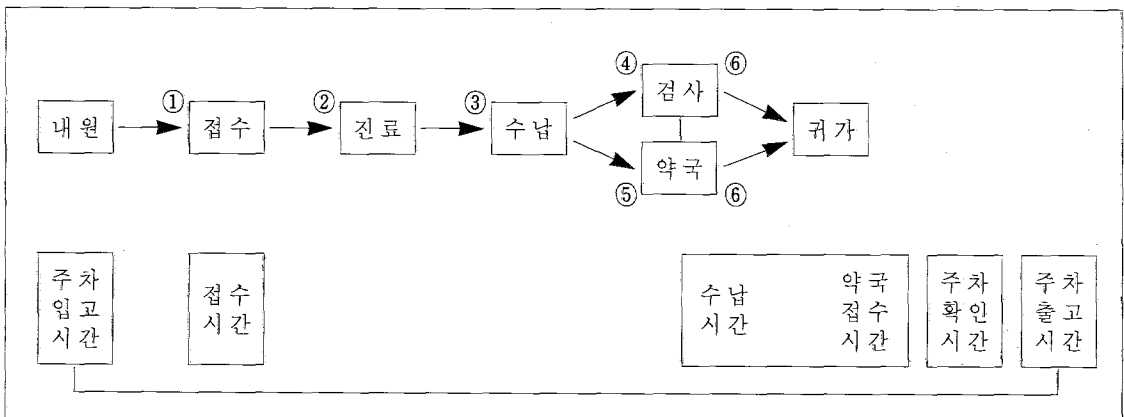 ④ 검사 ⑥
내원 ① 접수 ② 진료 ③ 수납 귀가
약국
⑤ ⑥
주차 입고 시간
접수 시간
수납 시간
약국 접수 시간
주차 확인 시간
주차 출고 시간